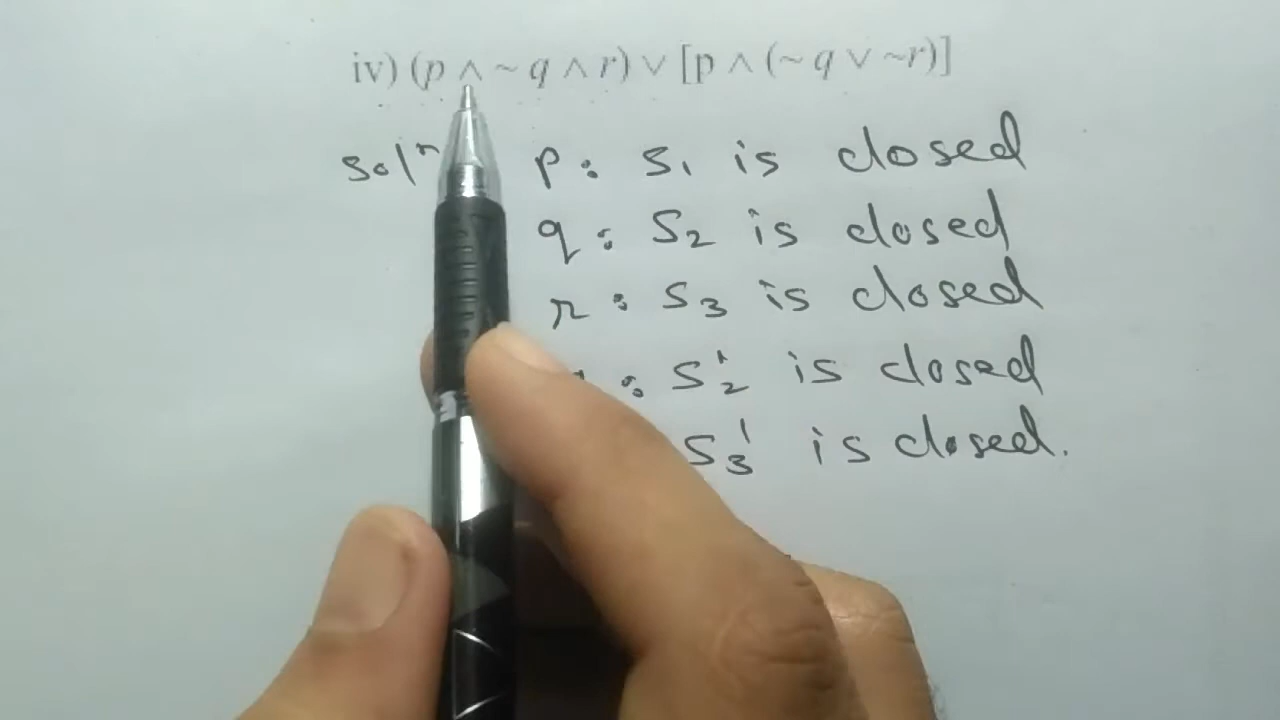 iv) (p ∧ ~ q ∧ r) ∨ [p ∧ (~ q ∨ ~r)]
Solⁿ p : S₁ is closed
q : S₂ is closed
r : S₃ is closed
: S₂' is closed
S₃' is closed.